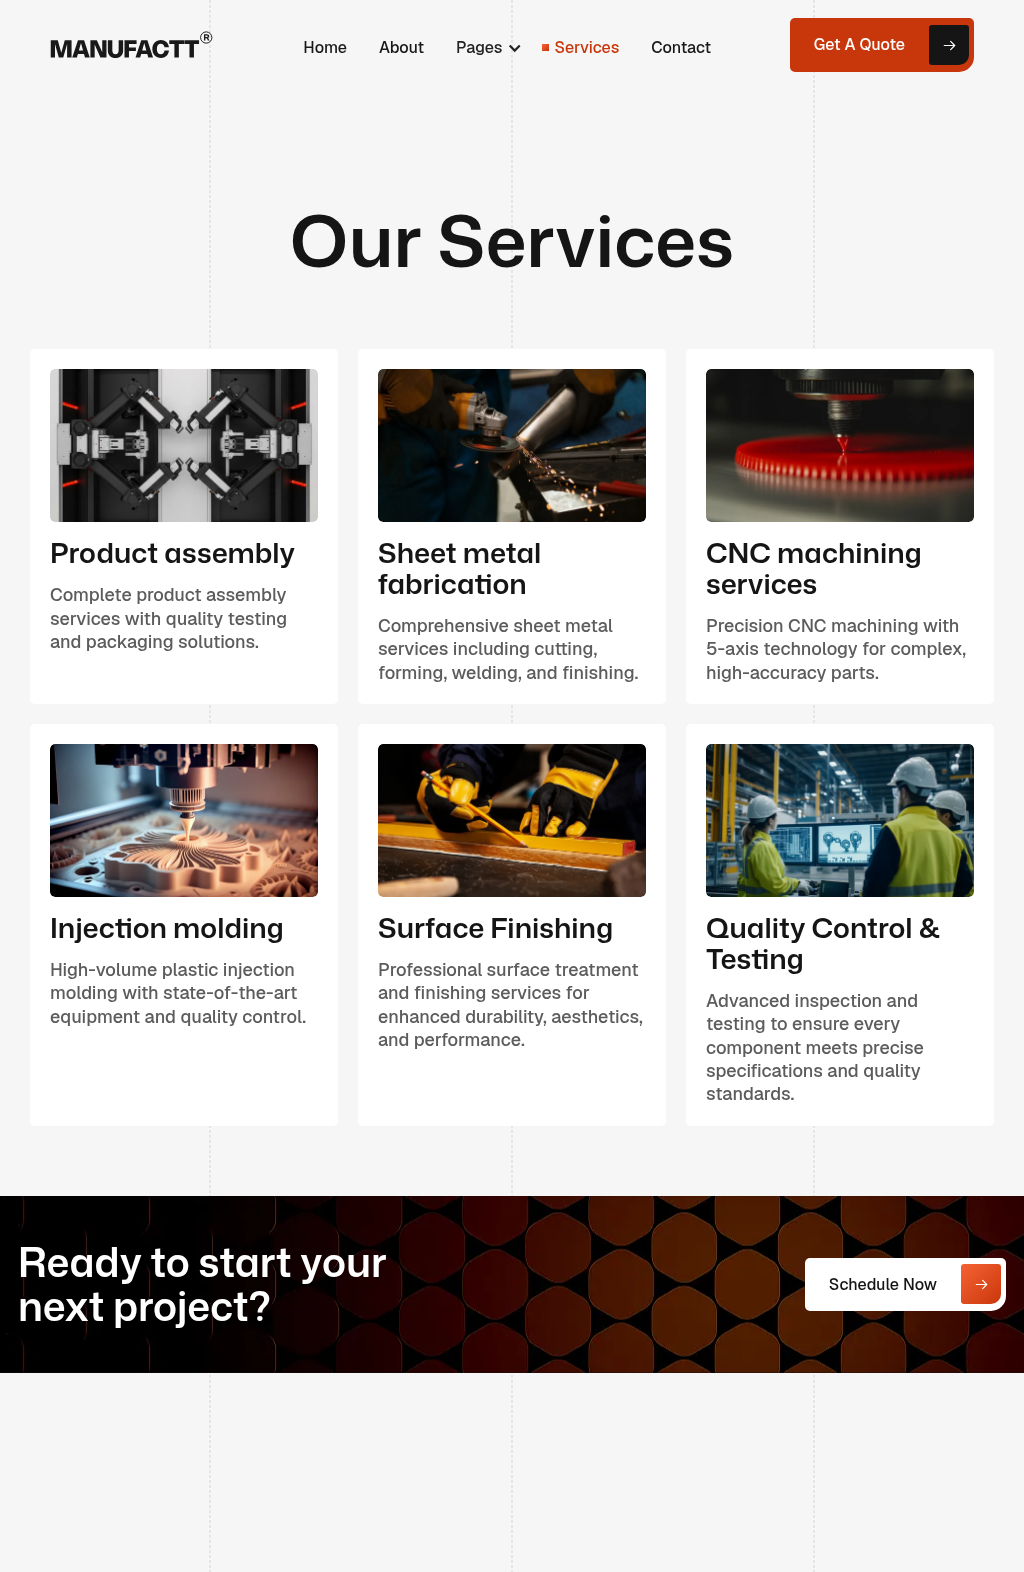 MANUFACTT®
Home
About
Pages
Services
Contact
Get A Quote
Our Services
Product assembly
Complete product assembly
services with quality testing
and packaging solutions.
Sheet metal
fabrication
Comprehensive sheet metal
services including cutting,
forming, welding, and finishing.
CNC machining
services
Precision CNC machining with
5-axis technology for complex,
high-accuracy parts.
Injection molding
High-volume plastic injection
molding with state-of-the-art
equipment and quality control.
Surface Finishing
Professional surface treatment
and finishing services for
enhanced durability, aesthetics,
and performance.
Quality Control &
Testing
Advanced inspection and
testing to ensure every
component meets precise
specifications and quality
standards.
Ready to start your
next project?
Schedule Now